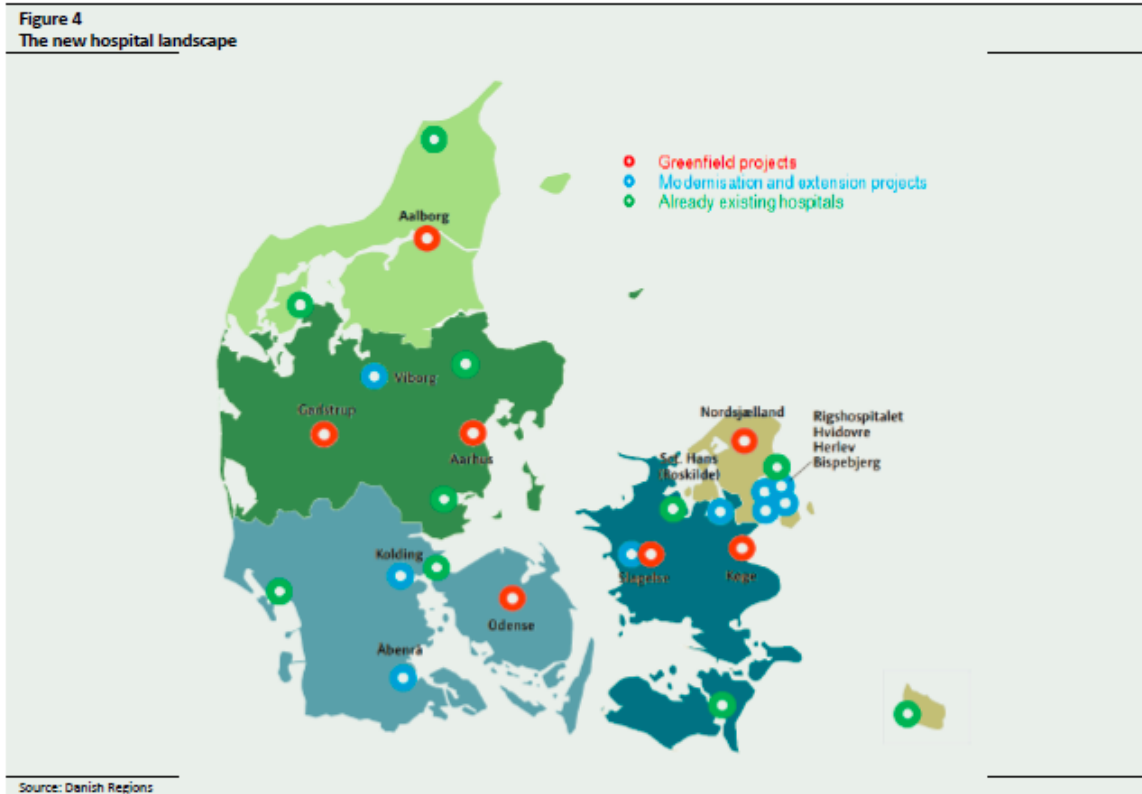 Figure 4
The new hospital landscape
Greenfield projects
Modernisation and extension projects
Already existing hospitals
Aalborg
Viborg
Gødstrup
Aarhus
Nordsjælland
Rigshospitalet
Hvidovre
Herlev
Bispebjerg
Sct. Hans
(Roskilde)
Kolding
Slagelse
Køge
Odense
Åbenrå
Source: Danish Regions